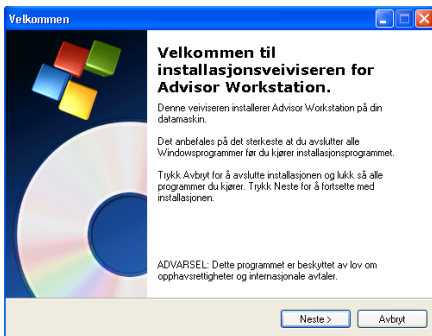 Velkommen
Velkommen til
installasjonsveiviseren for
Advisor Workstation.
Denne veiviseren installerer Advisor Workstation på din
datamaskin.
Det anbefales på det sterkeste at du avslutter alle
Windowsprogrammer før du kjører installasjonsprogrammet.
Trykk Avbryt for å avslutte installasjonen og lukk så alle
programmer du kjører. Trykk Neste for å fortsette med
installasjonen.
ADVARSEL: Dette programmet er beskyttet av lov om
opphavsrettigheter og internasjonale avtaler.
Neste >
Avbryt